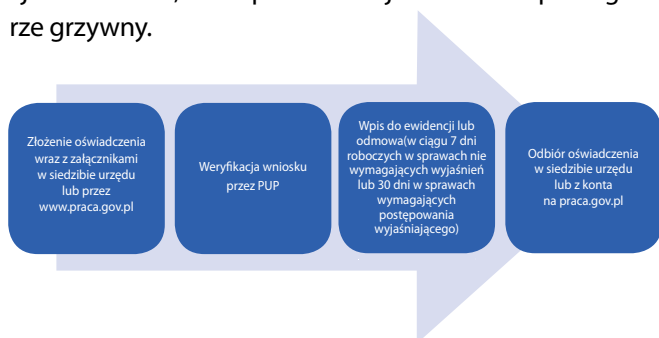 rze grzywny.
Złożenie oświadczenia
wraz z załącznikami
w siedzibie urzędu
lub przez
www.praca.gov.pl
Weryfikacja wniosku
przez PUP
Wpis do ewidencji lub
odmowa(w ciągu 7 dni
roboczych w sprawach nie
wymagających wyjaśnień
lub 30 dni w sprawach
wymagających
postępowania
wyjaśniającego)
Odbiór oświadczenia
w siedzibie urzędu
lub z konta
na praca.gov.pl